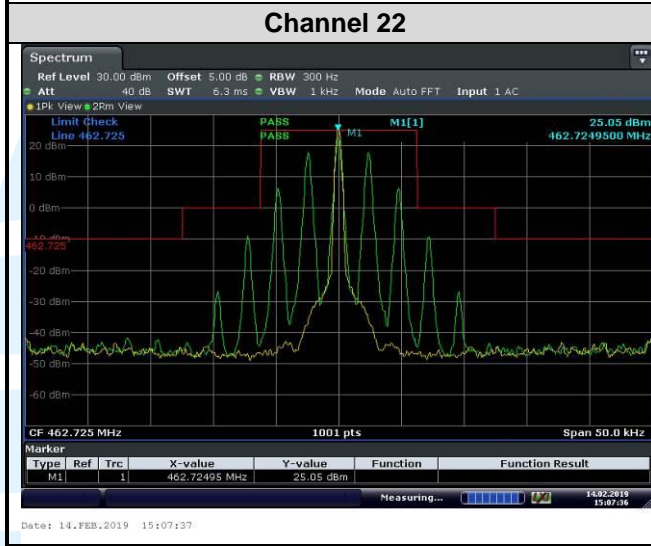 Channel 22
Spectrum
Ref Level 30.00 dBm Offset 5.00 dB RBW 300 Hz
Att 40 dB SWT 6.3 ms VBW 1 kHz Mode Auto FFT Input 1 AC
1Pk View 2Rm View
Limit Check PASS M1[1] 25.05 dBm
Line 462.725 PASS M1 462.7249500 MHz
20 dBm
10 dBm
0 dBm
-10 dBm
462.725
-20 dBm
-30 dBm
-40 dBm
-50 dBm
-60 dBm
CF 462.725 MHz 1001 pts Span 50.0 kHz
Marker
Type Ref Trc X-value Y-value Function Function Result
M1 1 462.72495 MHz 25.05 dBm
Measuring... 14.02.2019
15:07:36
Date: 14.FEB.2019 15:07:37